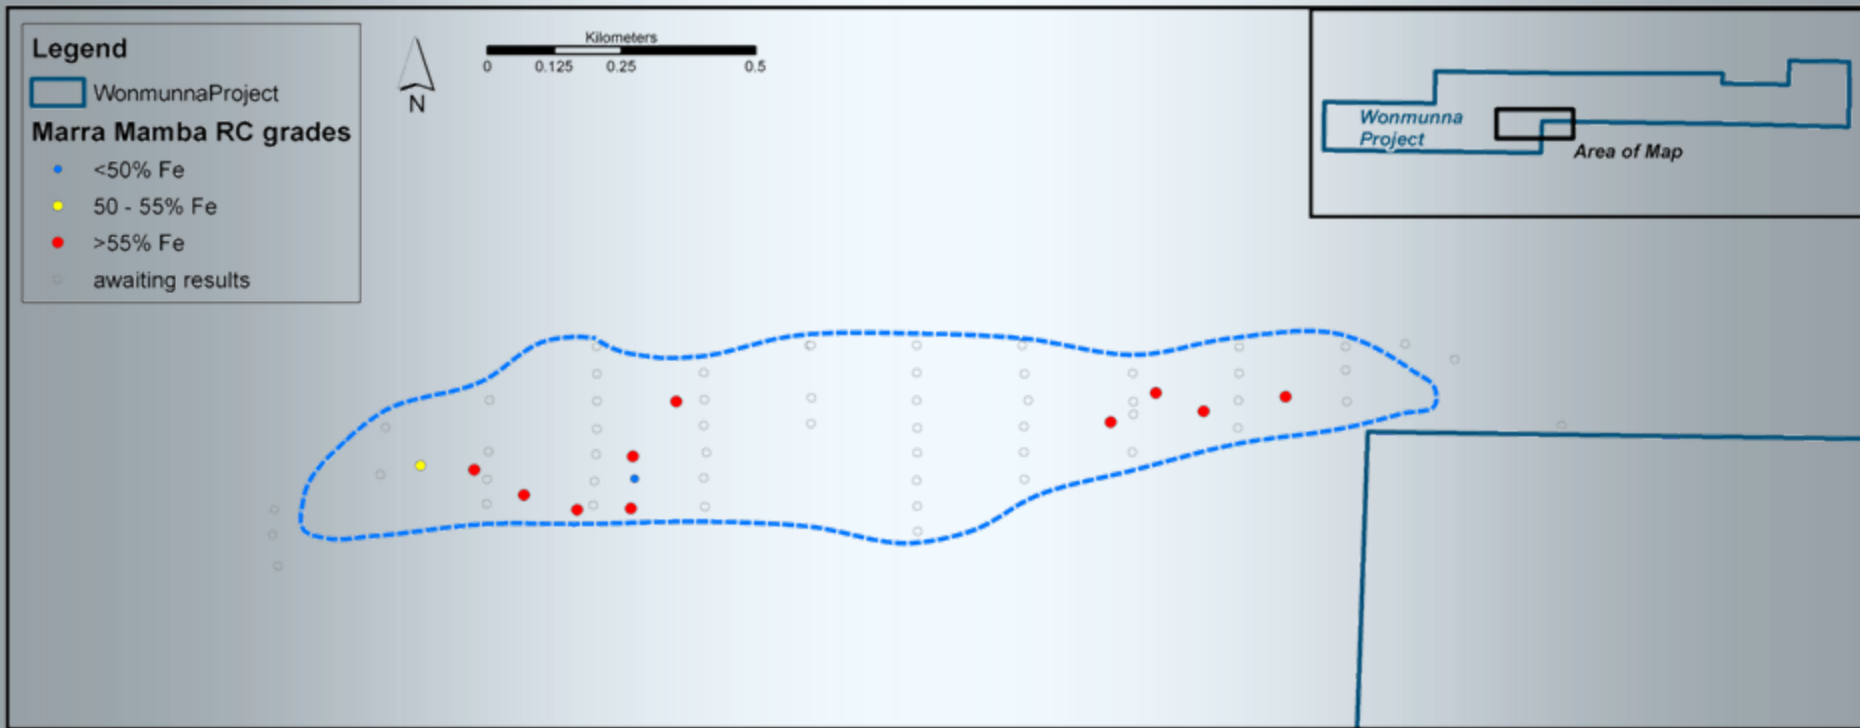 Legend
WonmunnaProject
Marra Mamba RC grades
<50% Fe
50 - 55% Fe
>55% Fe
awaiting results
N
Kilometers
0 0.125 0.25 0.5
Wonmunna
Project
Area of Map